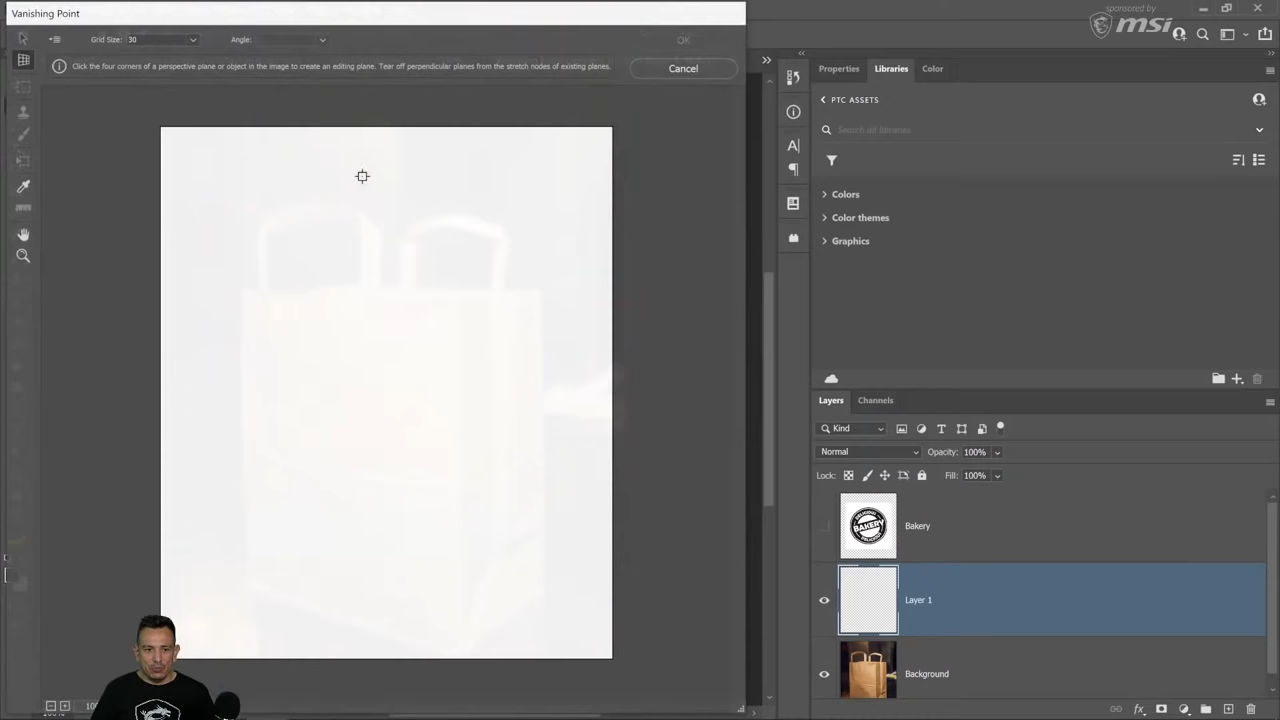 Vanishing Point
sponsored by
msi
Grid Size: 30 Angle:
OK
Click the four corners of a perspective plane or object in the image to create an editing plane. Tear off perpendicular planes from the stretch nodes of existing planes.
Cancel
Properties Libraries Color
PTC ASSETS
Search all libraries
Colors
Color themes
Graphics
Layers Channels
Kind
Normal Opacity: 100%
Lock: Fill: 100%
DELICIOUS
BAKERY
Bakery
Layer 1
Background